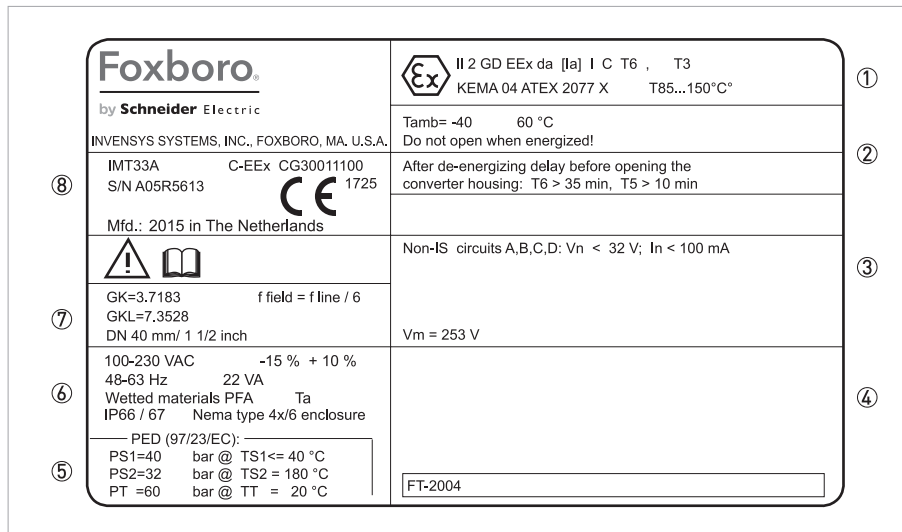 Foxboro®
by Schneider Electric
INVENSYS SYSTEMS, INC., FOXBORO, MA. U.S.A.
⑧
IMT33A C-EEx CG30011100
S/N A05R5613 CE 1725
Mfd.: 2015 in The Netherlands
⑦
GK=3.7183 f field = f line / 6
GKL=7.3528
DN 40 mm/ 1 1/2 inch
⑥
100-230 VAC -15 % + 10 %
48-63 Hz 22 VA
Wetted materials PFA Ta
IP66 / 67 Nema type 4x/6 enclosure
⑤
PED (97/23/EC):
PS1=40 bar @ TS1<= 40 °C
PS2=32 bar @ TS2 = 180 °C
PT =60 bar @ TT = 20 °C
①
Ex II 2 GD EEx da [Ia] I C T6 , T3
KEMA 04 ATEX 2077 X T85...150°C°
②
Tamb= -40 60 °C
Do not open when energized!
After de-energizing delay before opening the
converter housing: T6 > 35 min, T5 > 10 min
③
Non-IS circuits A,B,C,D: Vn < 32 V; In < 100 mA
Vm = 253 V
④
FT-2004